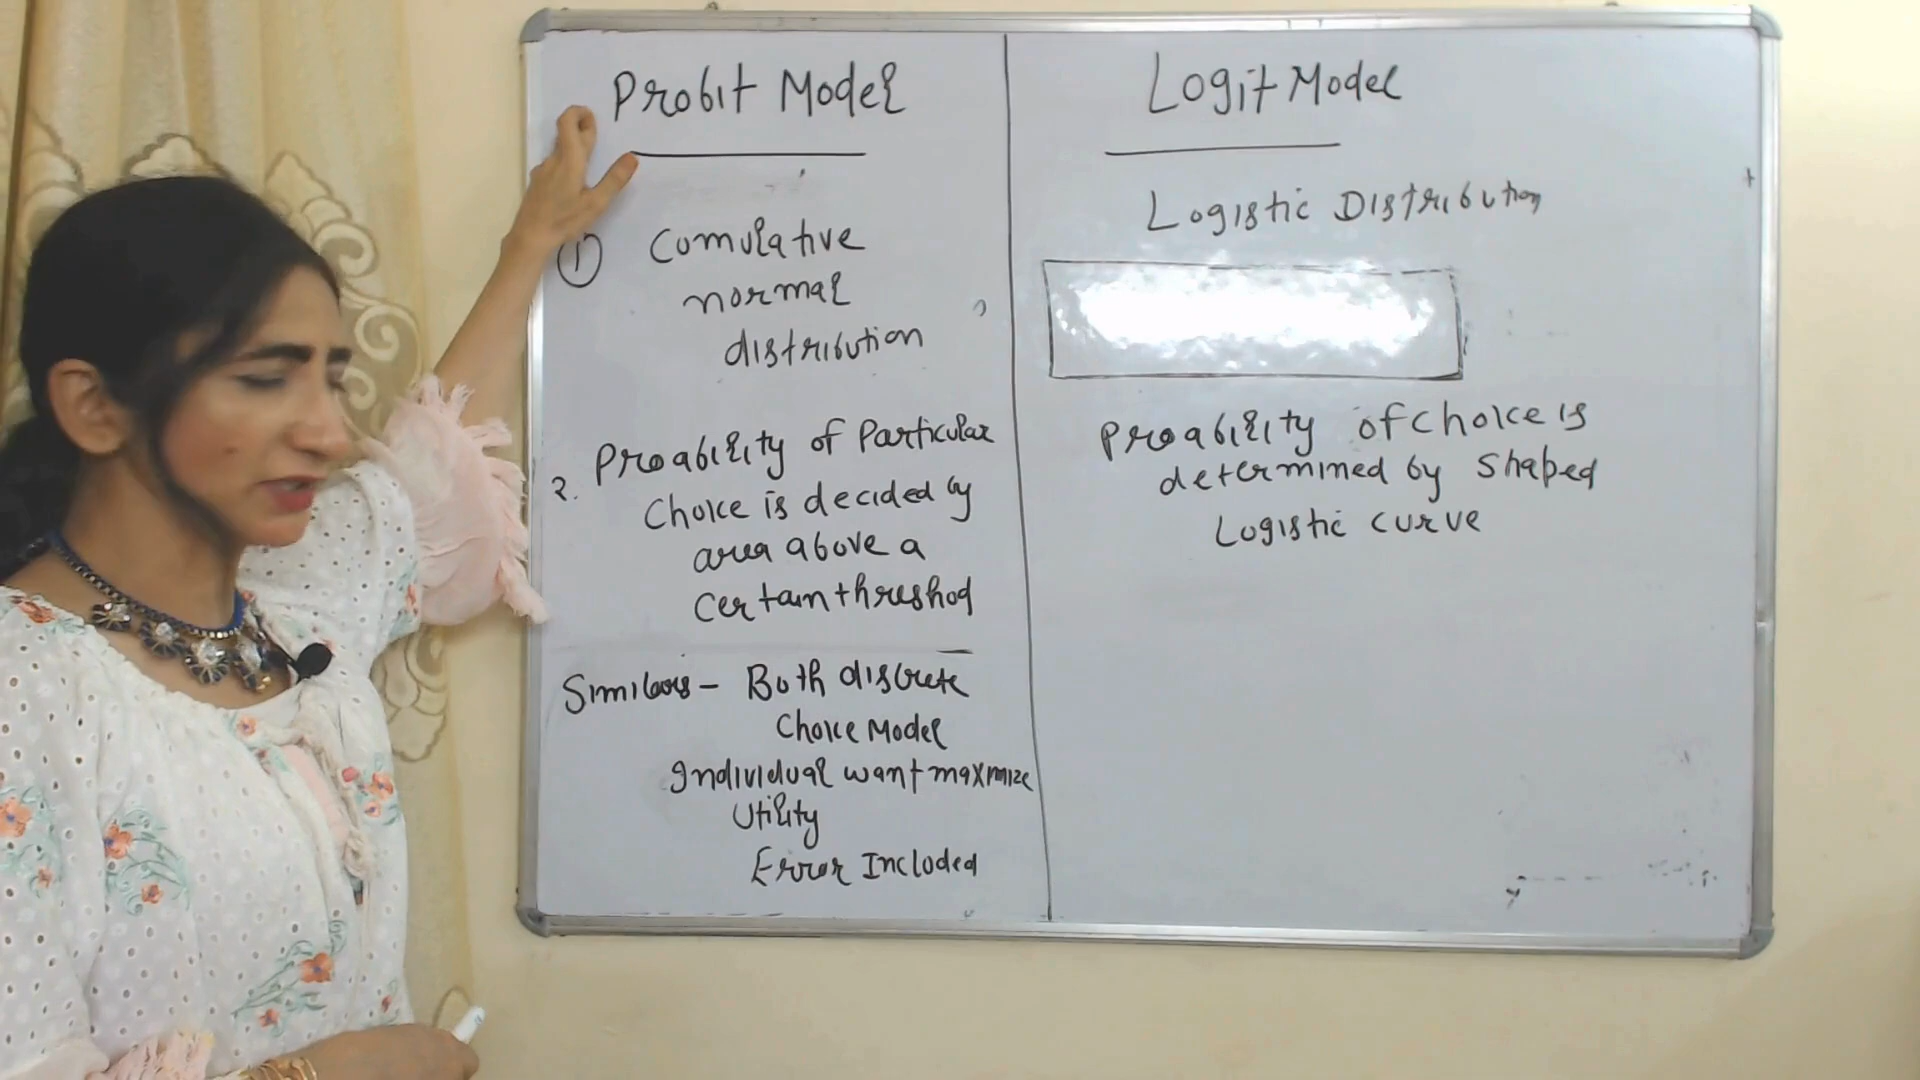 Probit Model
① Comulative
normal
distribution
2. Proability of Particular
Choice is decided by
area above a
certain threshod
Similars - Both discrete
Choice Model
Individual want maxmize
Utility
Error Included
Logit Model
Logistic Distribution
Proability of choice is
determined by Shaped
Logistic curve